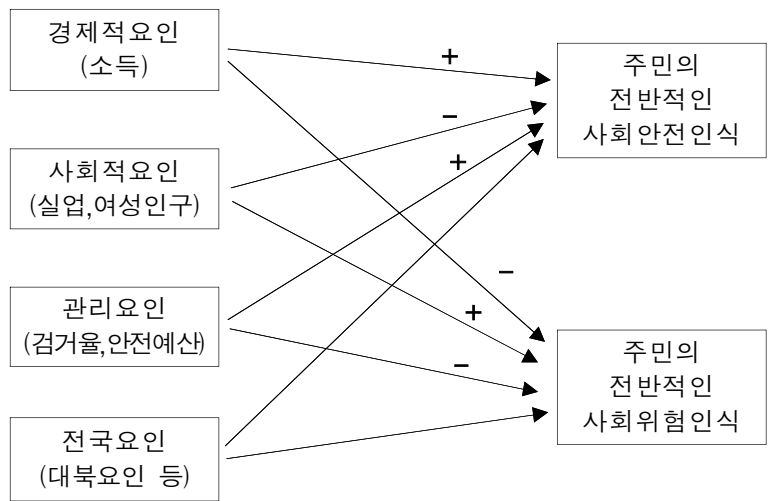 경제적요인
(소득)
+
주민의
전반적인
사회안전인식
−
+
사회적요인
(실업,여성인구)
−
관리요인
(검거율,안전예산)
+
−
주민의
전반적인
사회위험인식
전국요인
(대북요인 등)